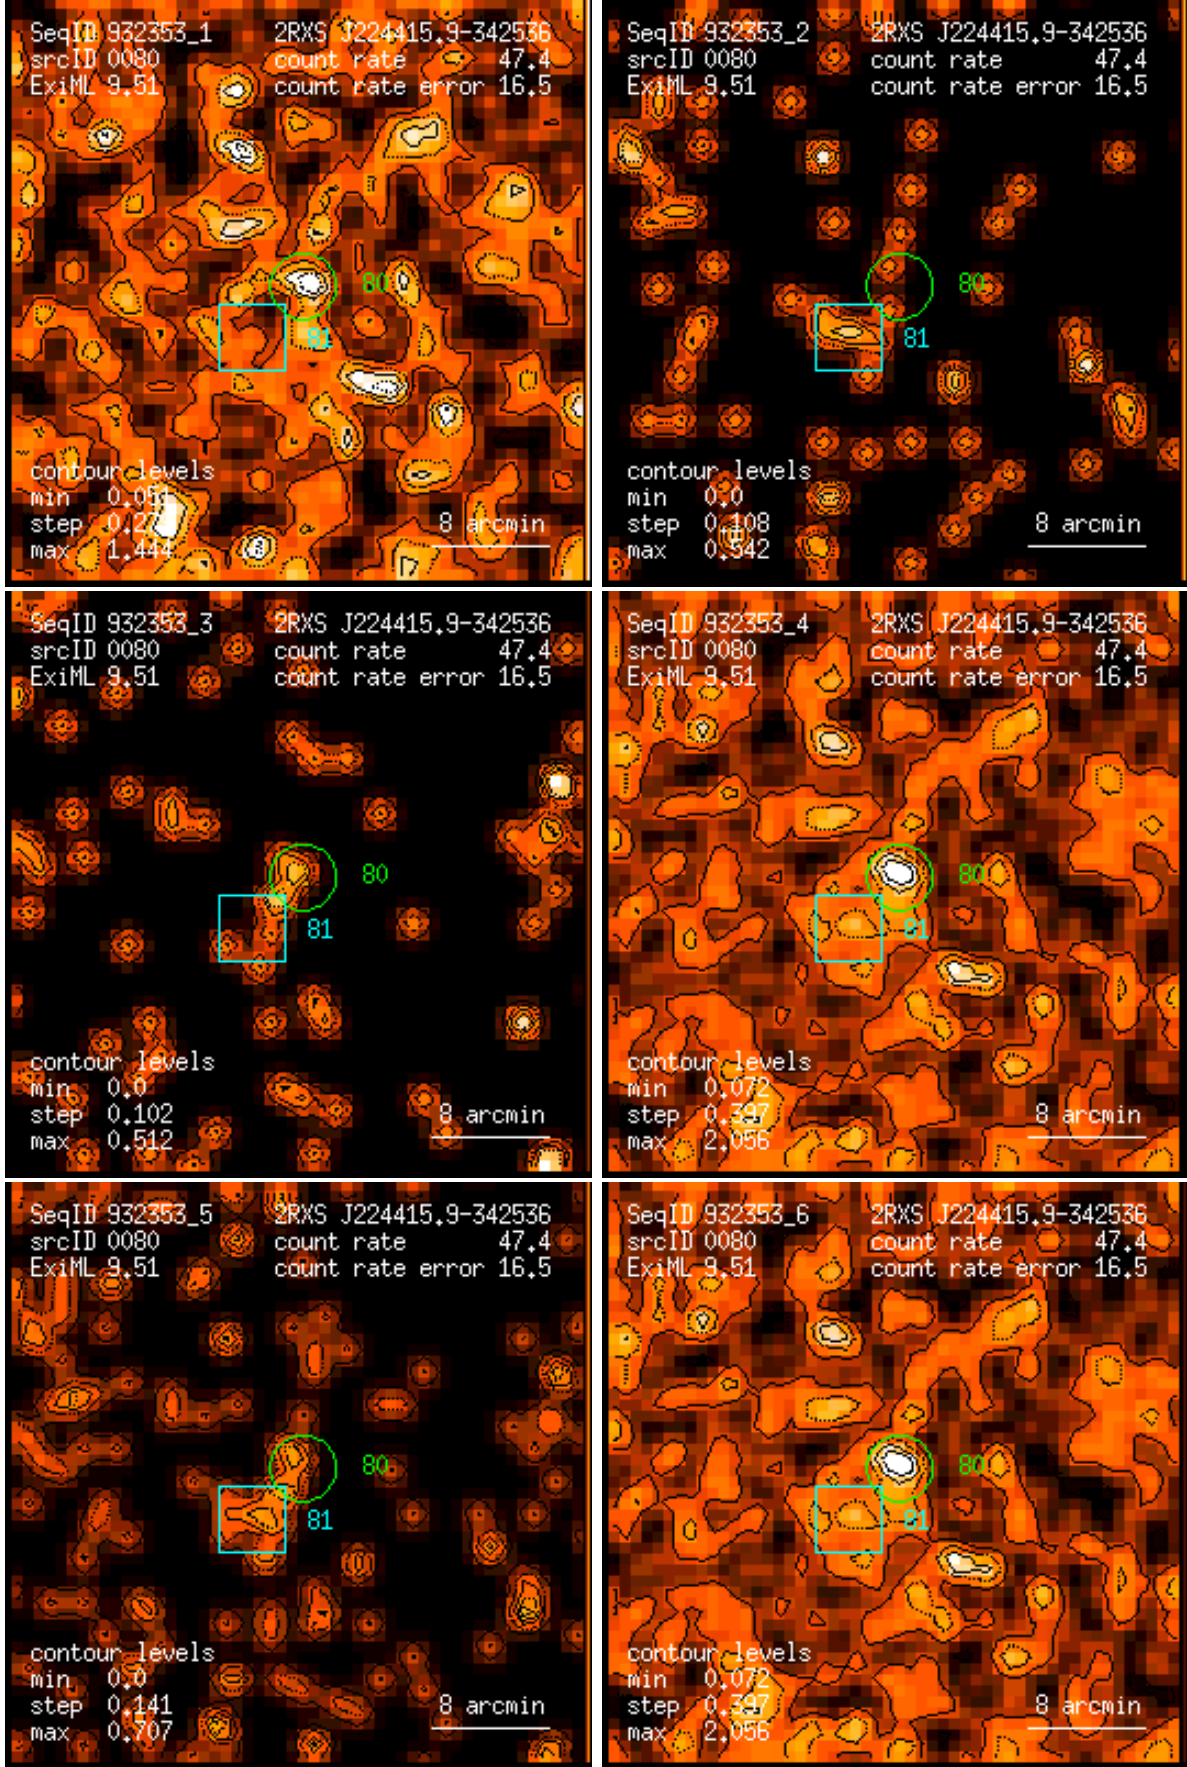 SeqID 932353_1 2RXS J224415.9-342536
srcID 0080 count rate 47.4
ExiML 9.51 count rate error 16.5
80
81
contour levels
min 0.051
step 0.27
max 1.444
8 arcmin
SeqID 932353_2 2RXS J224415.9-342536
srcID 0080 count rate 47.4
ExiML 9.51 count rate error 16.5
80
81
contour levels
min 0.0
step 0.108
max 0.542
8 arcmin
SeqID 932353_3 2RXS J224415.9-342536
srcID 0080 count rate 47.4
ExiML 9.51 count rate error 16.5
80
81
contour levels
min 0.0
step 0.102
max 0.512
8 arcmin
SeqID 932353_4 2RXS J224415.9-342536
srcID 0080 count rate 47.4
ExiML 9.51 count rate error 16.5
80
81
contour levels
min 0.072
step 0.397
max 2.056
8 arcmin
SeqID 932353_5 2RXS J224415.9-342536
srcID 0080 count rate 47.4
ExiML 9.51 count rate error 16.5
80
81
contour levels
min 0.0
step 0.141
max 0.707
8 arcmin
SeqID 932353_6 2RXS J224415.9-342536
srcID 0080 count rate 47.4
ExiML 9.51 count rate error 16.5
80
81
contour levels
min 0.072
step 0.397
max 2.056
8 arcmin